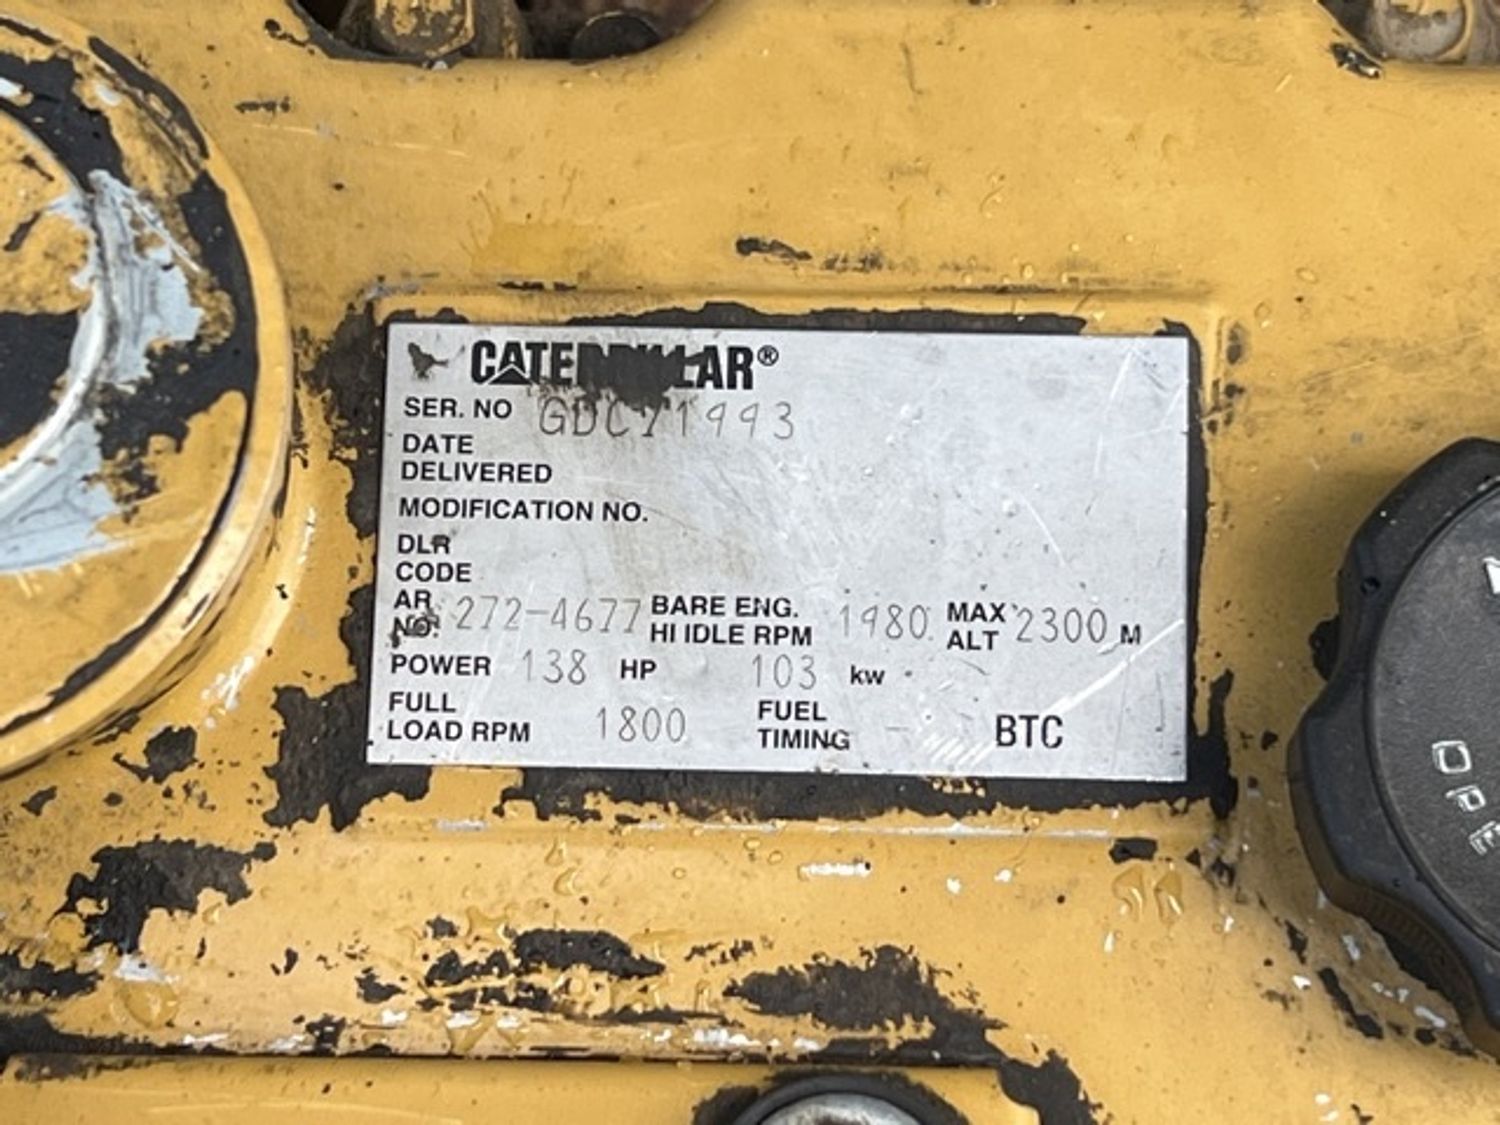 CATERPILLAR®
SER. NO GDC21993
DATE
DELIVERED
MODIFICATION NO.
DLR
CODE
AR
NO. 272-4677 BARE ENG.
HI IDLE RPM 1980 MAX
ALT 2300 M
POWER 138 HP 103 kw
FULL
LOAD RPM 1800 FUEL
TIMING - BTC